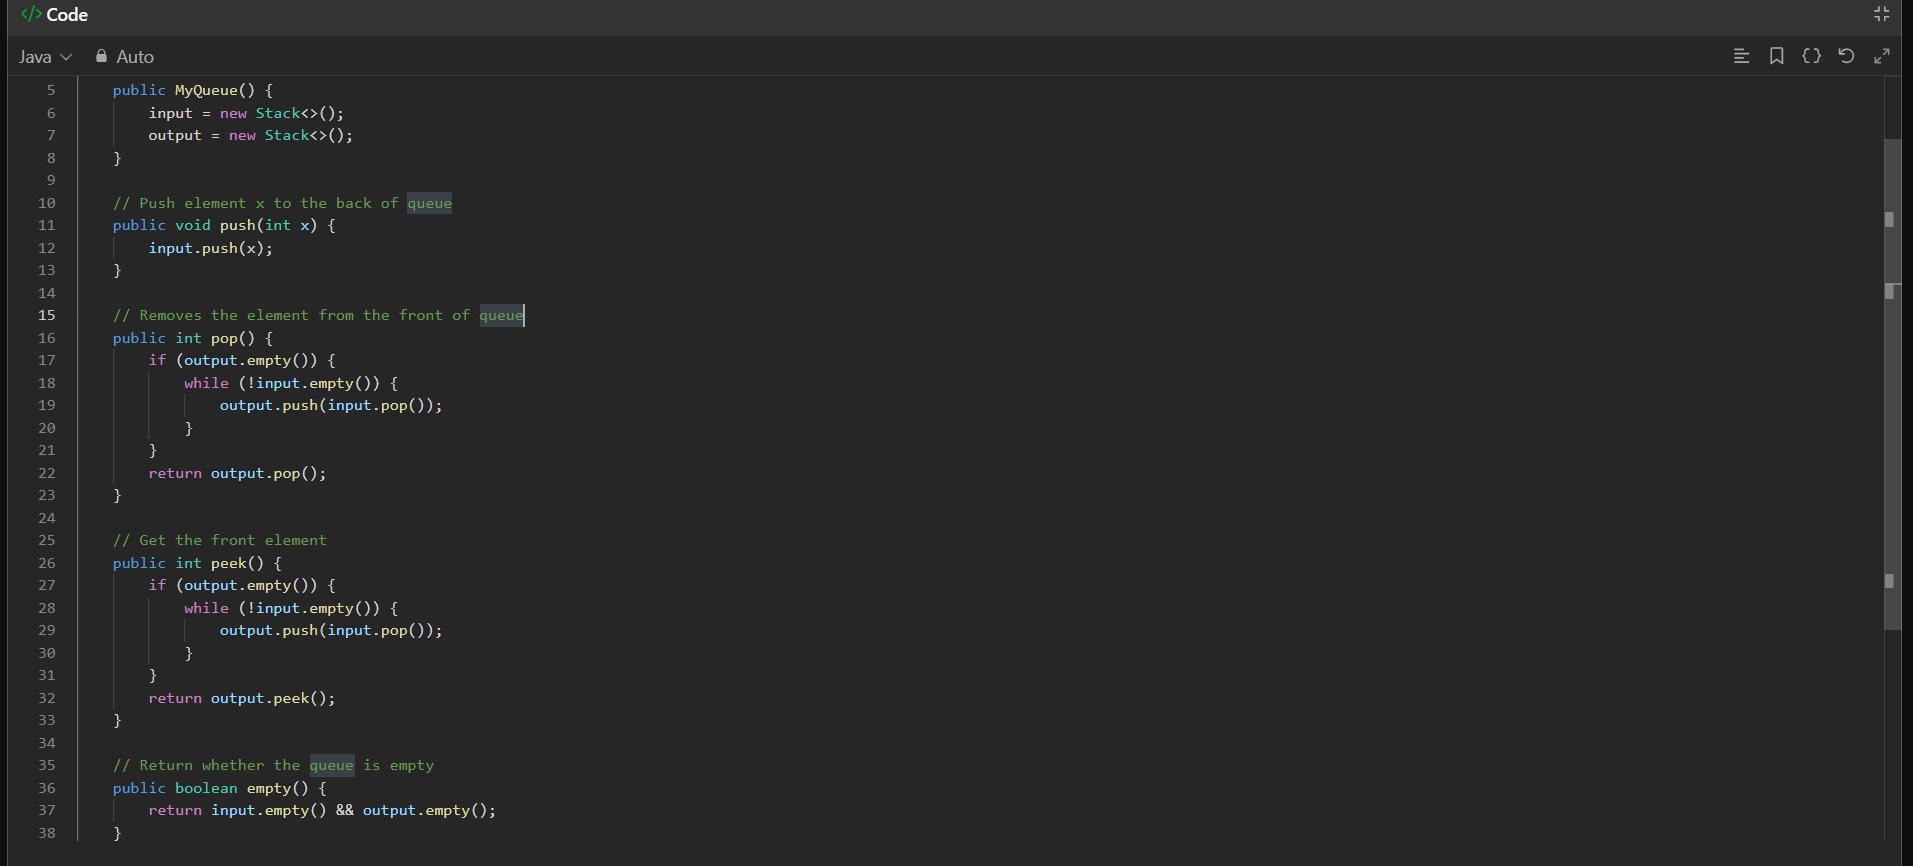 </> Code
Java Auto
5 public MyQueue() {
6 input = new Stack<>();
7 output = new Stack<>();
8 }
9
10 // Push element x to the back of queue
11 public void push(int x) {
12 input.push(x);
13 }
14
15 // Removes the element from the front of queue
16 public int pop() {
17 if (output.empty()) {
18 while (!input.empty()) {
19 output.push(input.pop());
20 }
21 }
22 return output.pop();
23 }
24
25 // Get the front element
26 public int peek() {
27 if (output.empty()) {
28 while (!input.empty()) {
29 output.push(input.pop());
30 }
31 }
32 return output.peek();
33 }
34
35 // Return whether the queue is empty
36 public boolean empty() {
37 return input.empty() && output.empty();
38 }